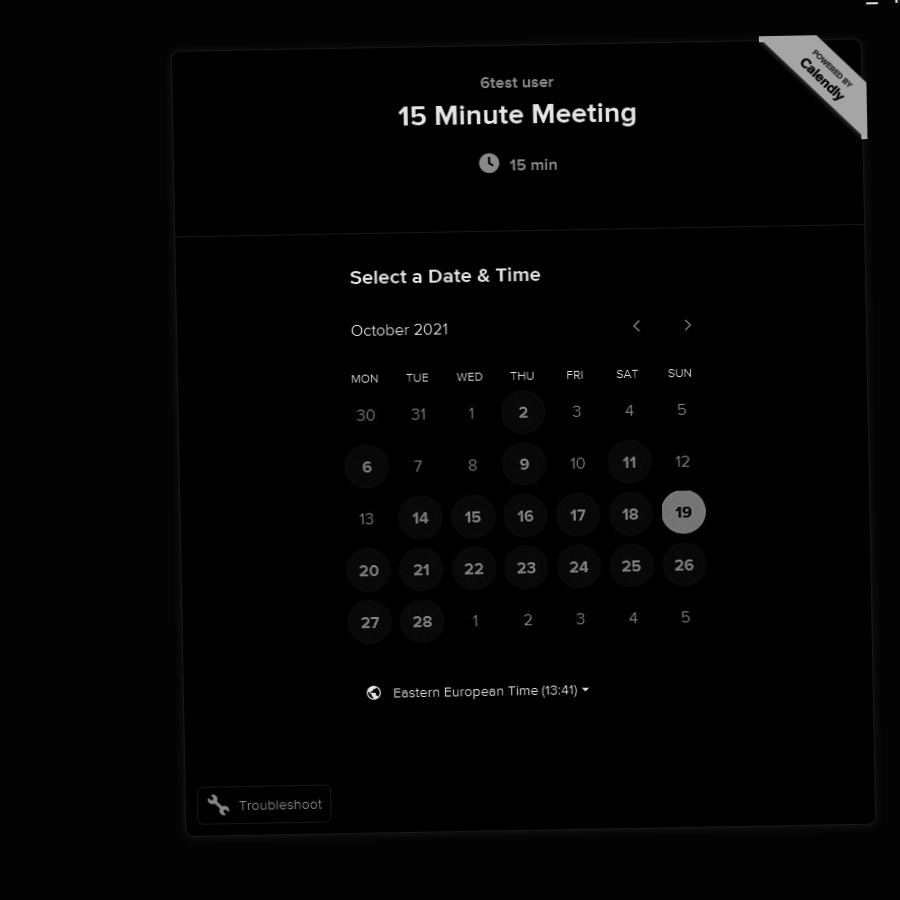 POWERED BY
Calendly
6test user
15 Minute Meeting
15 min
Select a Date & Time
October 2021
MON TUE WED THU FRI SAT SUN
30 31 1 2 3 4 5
6 7 8 9 10 11 12
13 14 15 16 17 18 19
20 21 22 23 24 25 26
27 28 1 2 3 4 5
Eastern European Time (13:41)
Troubleshoot